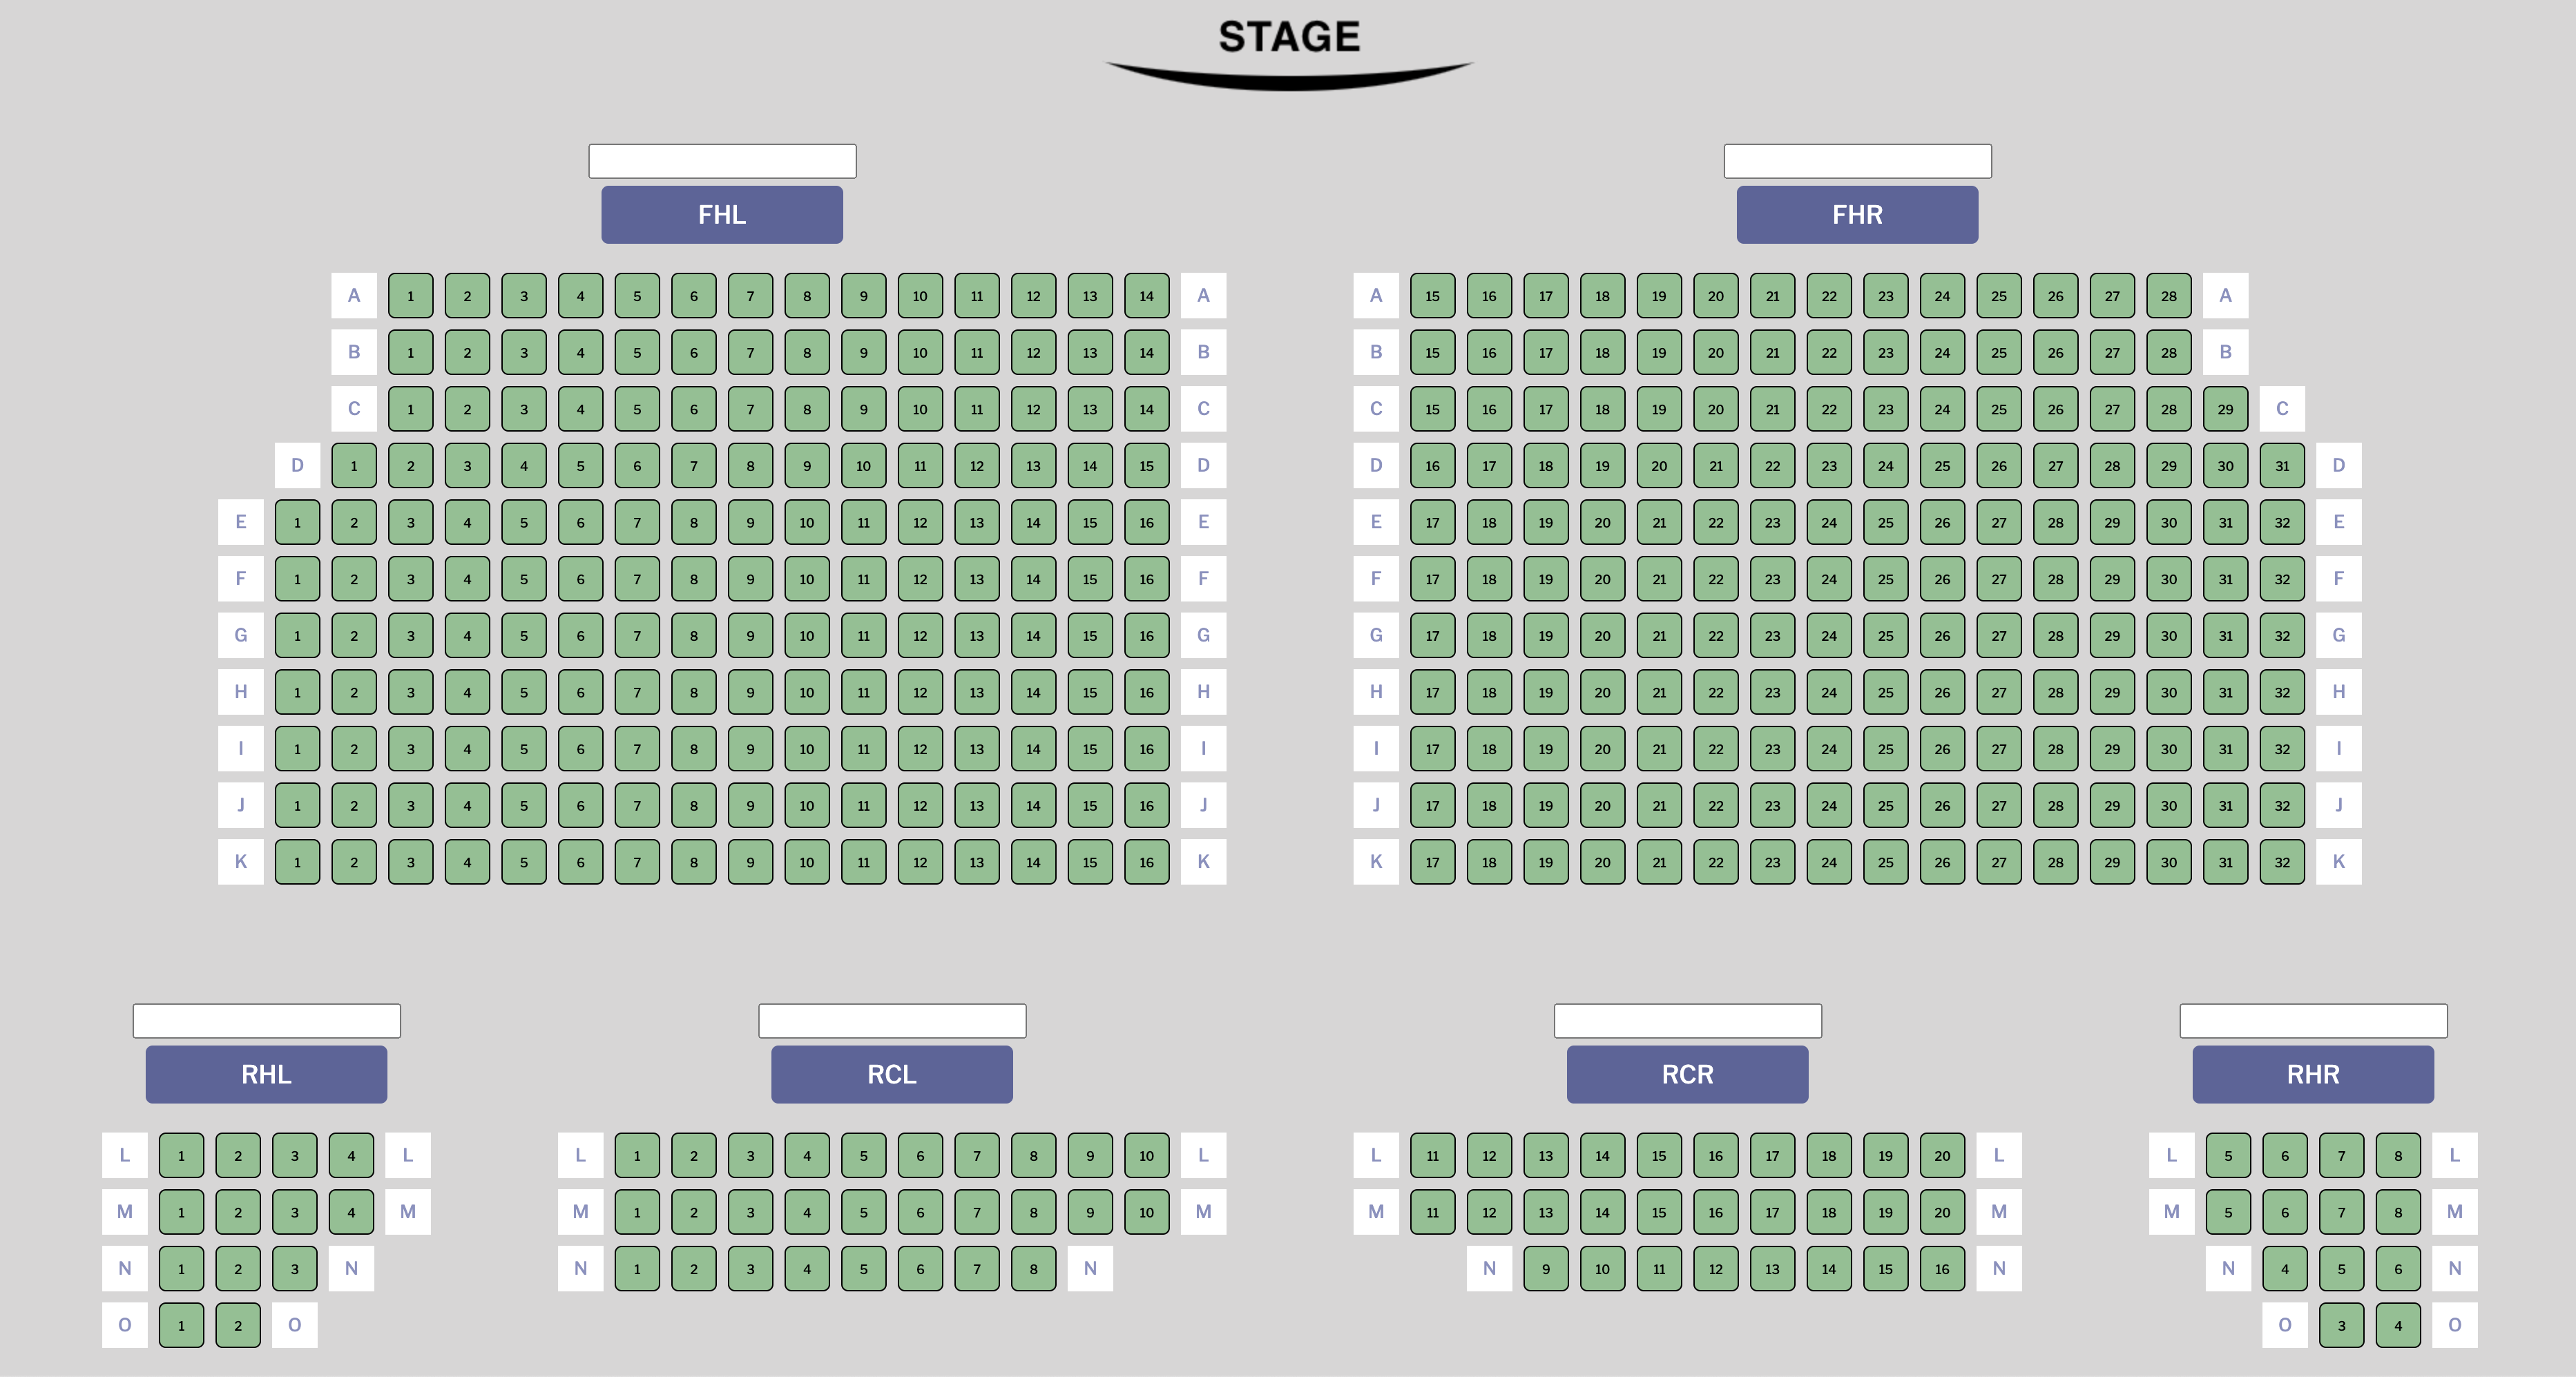 STAGE
FHL FHR
A 1 2 3 4 5 6 7 8 9 10 11 12 13 14 A A 15 16 17 18 19 20 21 22 23 24 25 26 27 28 A
B 1 2 3 4 5 6 7 8 9 10 11 12 13 14 B B 15 16 17 18 19 20 21 22 23 24 25 26 27 28 B
C 1 2 3 4 5 6 7 8 9 10 11 12 13 14 C C 15 16 17 18 19 20 21 22 23 24 25 26 27 28 29 C
D 1 2 3 4 5 6 7 8 9 10 11 12 13 14 15 D D 16 17 18 19 20 21 22 23 24 25 26 27 28 29 30 31 D
E 1 2 3 4 5 6 7 8 9 10 11 12 13 14 15 16 E E 17 18 19 20 21 22 23 24 25 26 27 28 29 30 31 32 E
F 1 2 3 4 5 6 7 8 9 10 11 12 13 14 15 16 F F 17 18 19 20 21 22 23 24 25 26 27 28 29 30 31 32 F
G 1 2 3 4 5 6 7 8 9 10 11 12 13 14 15 16 G G 17 18 19 20 21 22 23 24 25 26 27 28 29 30 31 32 G
H 1 2 3 4 5 6 7 8 9 10 11 12 13 14 15 16 H H 17 18 19 20 21 22 23 24 25 26 27 28 29 30 31 32 H
I 1 2 3 4 5 6 7 8 9 10 11 12 13 14 15 16 I I 17 18 19 20 21 22 23 24 25 26 27 28 29 30 31 32 I
J 1 2 3 4 5 6 7 8 9 10 11 12 13 14 15 16 J J 17 18 19 20 21 22 23 24 25 26 27 28 29 30 31 32 J
K 1 2 3 4 5 6 7 8 9 10 11 12 13 14 15 16 K K 17 18 19 20 21 22 23 24 25 26 27 28 29 30 31 32 K
RHL RCL RCR RHR
L 1 2 3 4 L L 1 2 3 4 5 6 7 8 9 10 L L 11 12 13 14 15 16 17 18 19 20 L L 5 6 7 8 L
M 1 2 3 4 M M 1 2 3 4 5 6 7 8 9 10 M M 11 12 13 14 15 16 17 18 19 20 M M 5 6 7 8 M
N 1 2 3 N N 1 2 3 4 5 6 7 8 N N 9 10 11 12 13 14 15 16 N N 4 5 6 N
O 1 2 O O 3 4 O